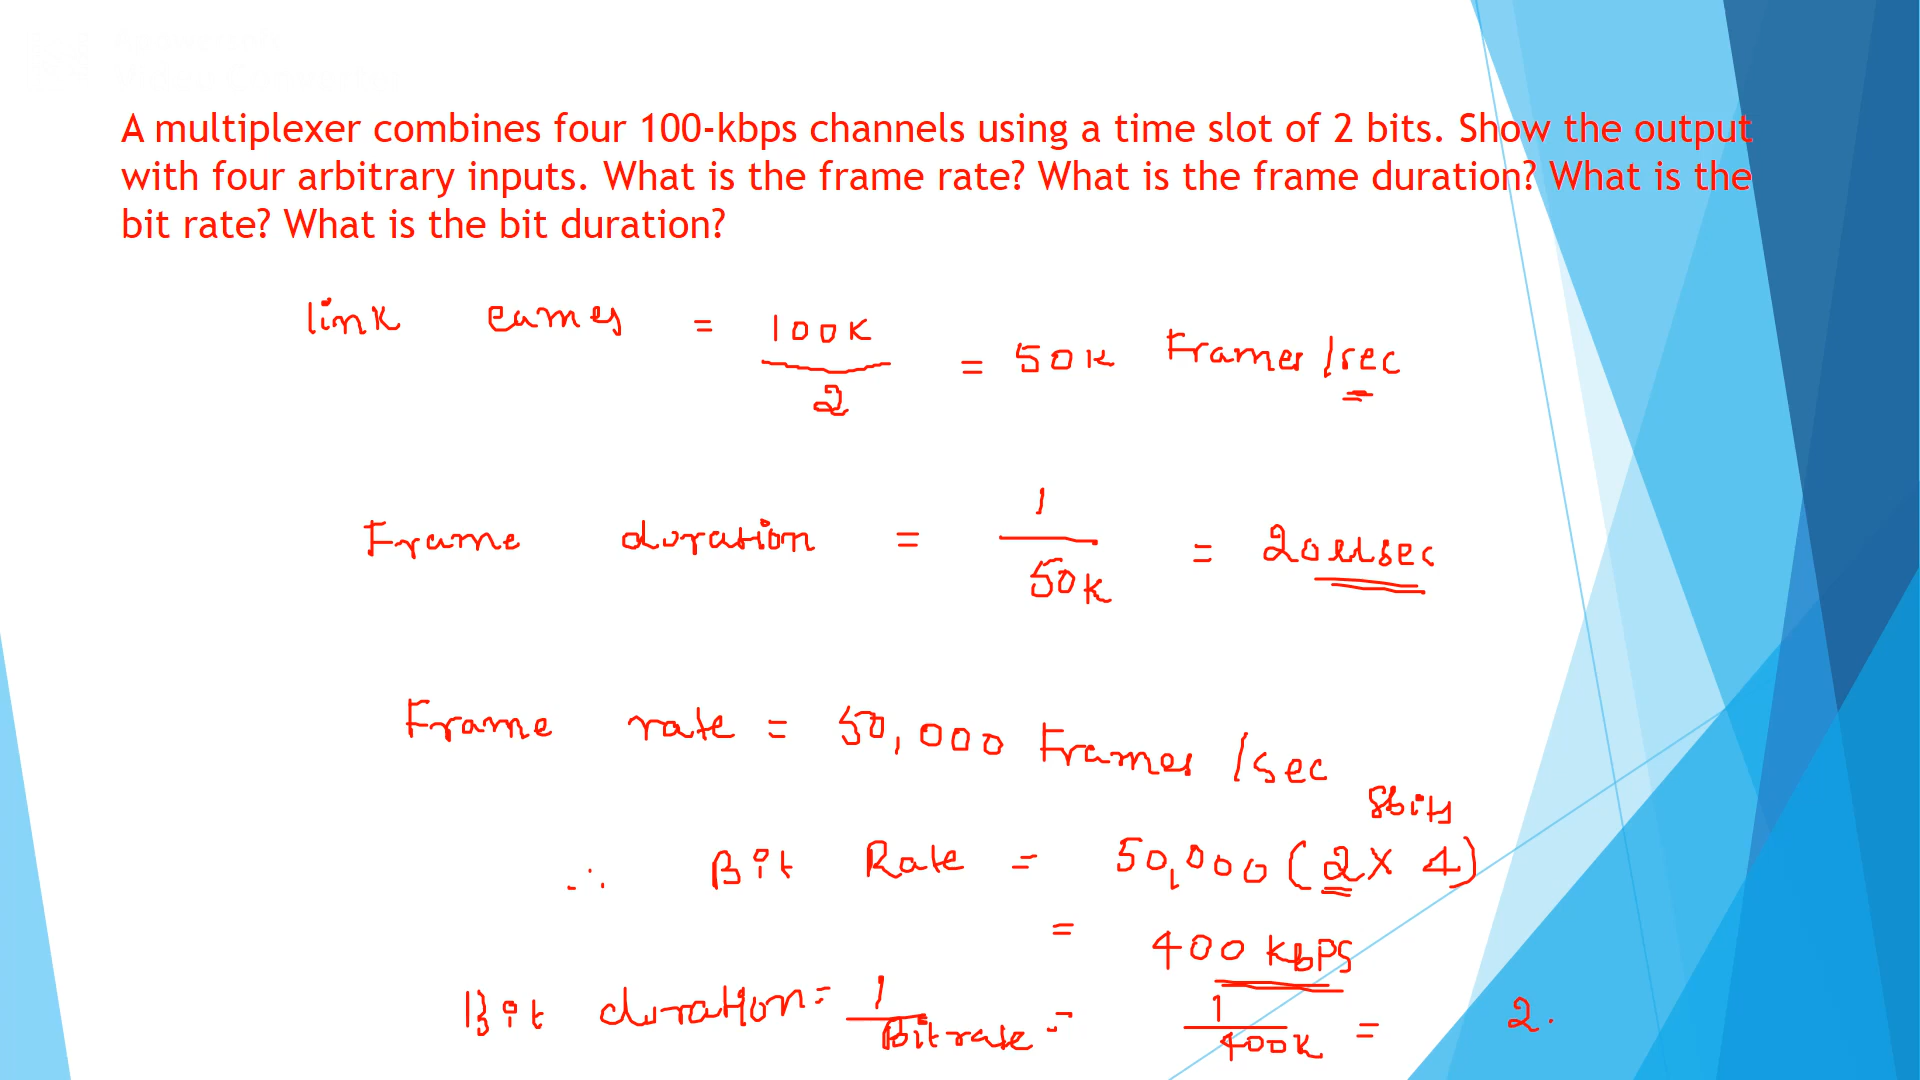 A multiplexer combines four 100-kbps channels using a time slot of 2 bits. Show the output
with four arbitrary inputs. What is the frame rate? What is the frame duration? What is the
bit rate? What is the bit duration?
link = 100K / 2 = 50K Frames /sec
Frame duration = 1 / 50K = 20 usec
Frame rate = 50,000 Frames /sec
8bits
∴ Bit Rate = 50,000 (2 X 4)
= 400 kbps
Bit duration = 1 / Bit rate = 1 / 400K = 2.